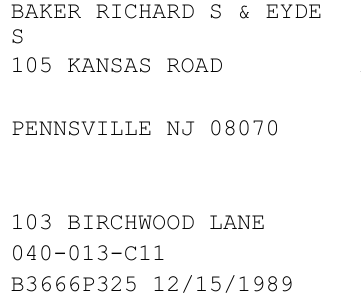 BAKER RICHARD S & EYDE
S
105 KANSAS ROAD
PENNSVILLE NJ 08070
103 BIRCHWOOD LANE
040-013-C11
B3666P325 12/15/1989